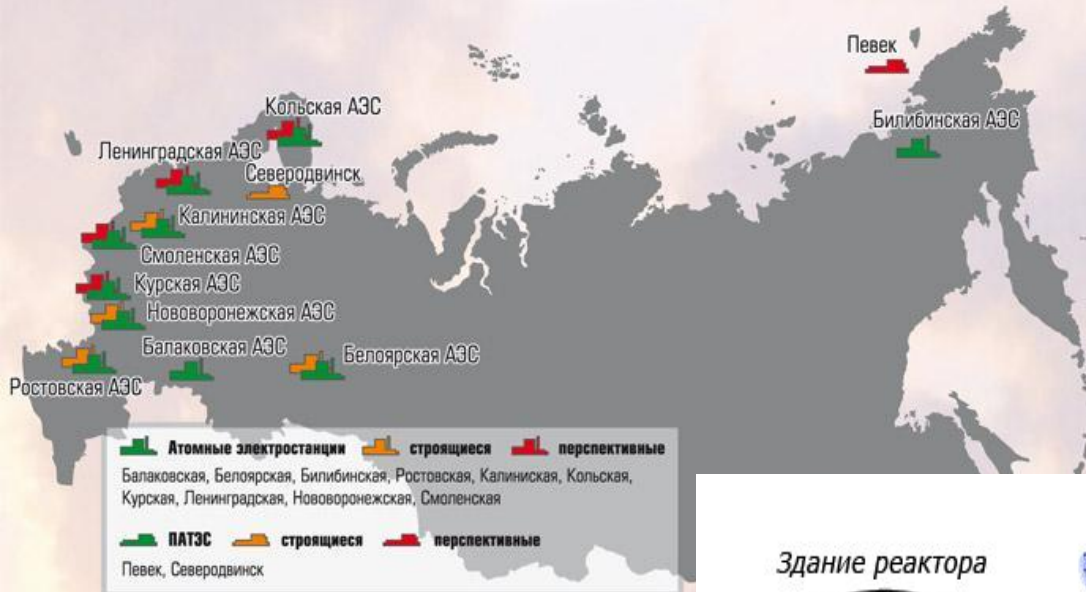 Певек
Билибинская АЭС
Кольская АЭС
Ленинградская АЭС
Северодвинск
Калининская АЭС
Смоленская АЭС
Курская АЭС
Нововоронежская АЭС
Балаковская АЭС
Белоярская АЭС
Ростовская АЭС
Атомные электростанции строящиеся перспективные
Балаковская, Белоярская, Билибинская, Ростовская, Калиниская, Кольская,
Курская, Ленинградская, Нововоронежская, Смоленская
ПАТЭС строящиеся перспективные
Певек, Северодвинск
Здание реактора